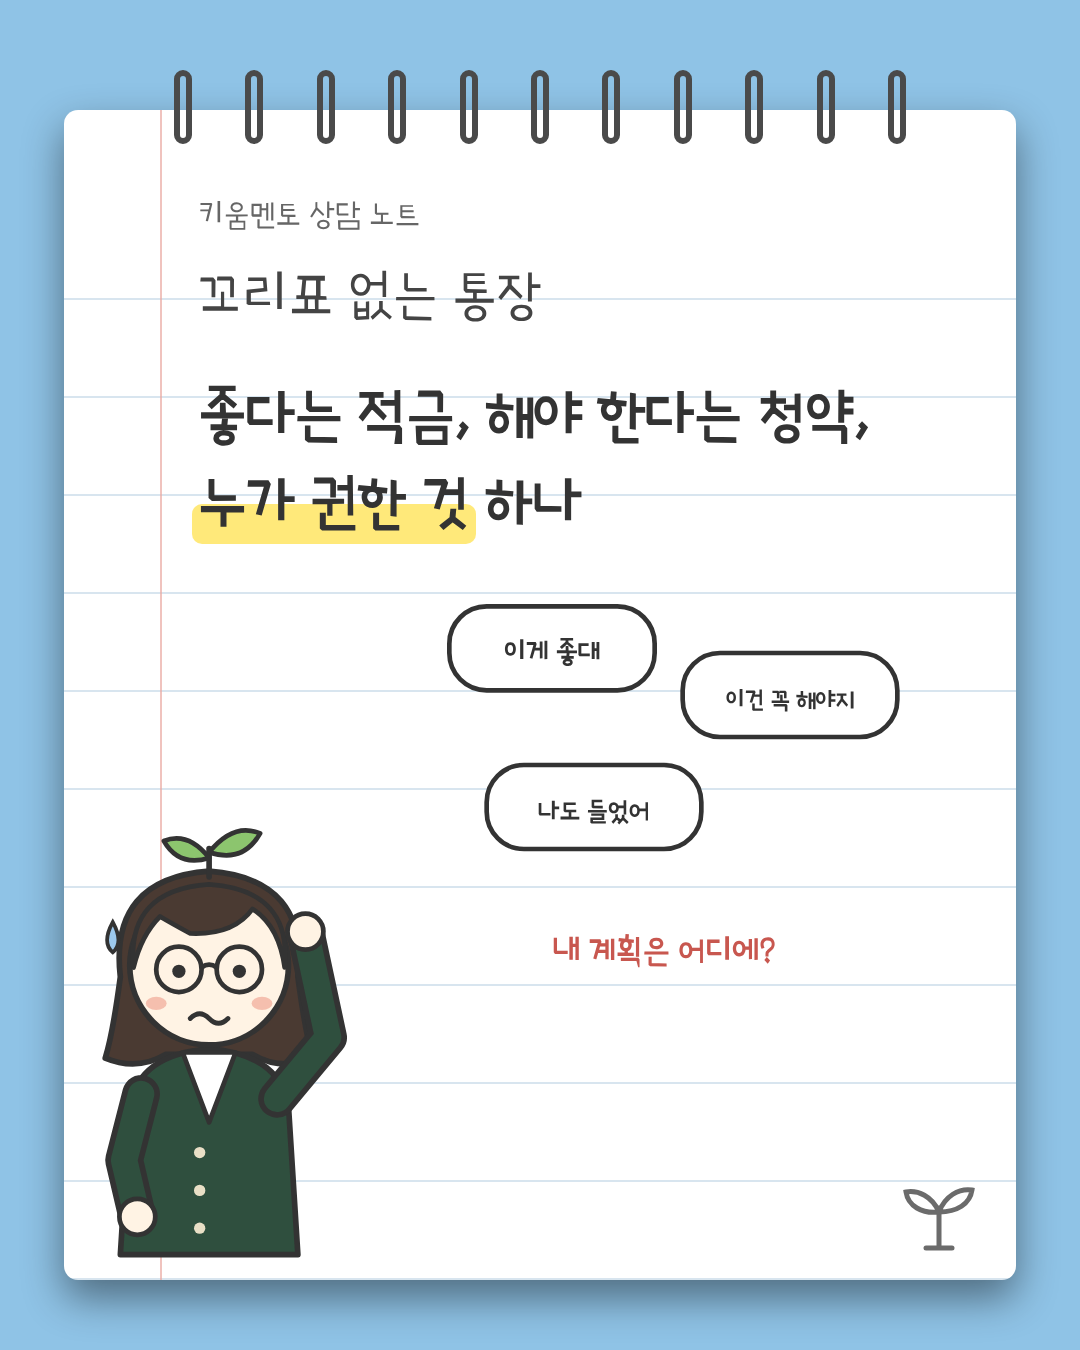 키움멘토 상담 노트
꼬리표 없는 통장
좋다는 적금, 해야 한다는 청약,
누가 권한 것 하나
이게 좋대
이건 꼭 해야지
나도 들었어
내 계획은 어디에?